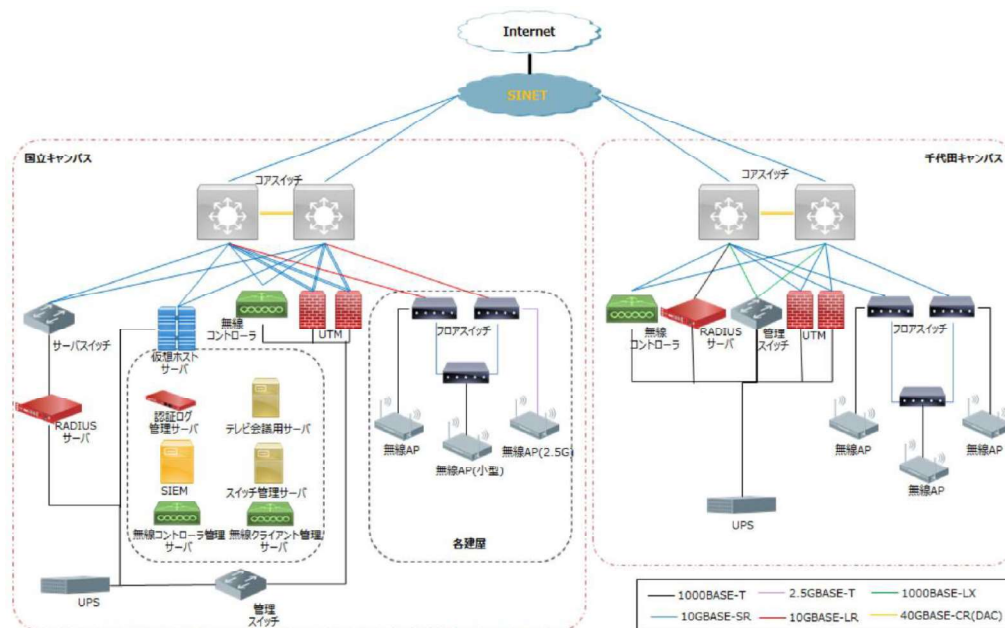 Internet
SINET
国立キャンパス
コアスイッチ
サーバスイッチ
仮想ホスト
サーバ
無線
コントローラ
UTM
フロアスイッチ
RADIUS
サーバ
認証ログ
管理サーバ
テレビ会議用サーバ
SIEM
スイッチ管理サーバ
無線コントローラ管理
サーバ
無線クライアント管理
サーバ
無線AP
無線AP(小型)
無線AP(2.5G)
各建屋
UPS
管理
スイッチ
千代田キャンパス
コアスイッチ
無線
コントローラ
RADIUS
サーバ
管理
スイッチ
UTM
フロアスイッチ
無線AP
無線AP
無線AP
UPS
1000BASE-T
2.5GBASE-T
1000BASE-LX
10GBASE-SR
10GBASE-LR
40GBASE-CR(DAC)